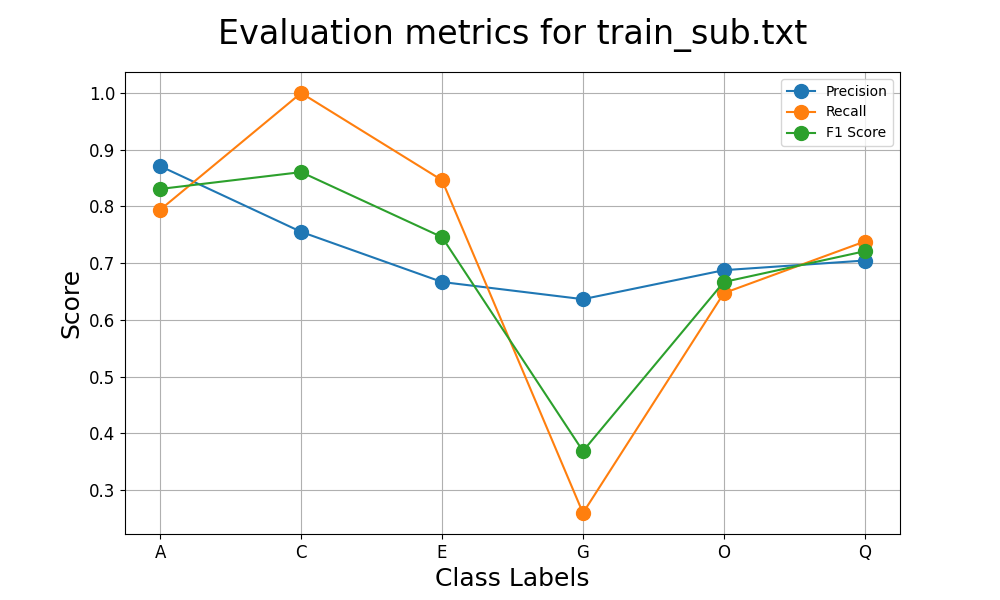 Evaluation metrics for train_sub.txt
Precision
Recall
F1 Score
1.0
0.9
0.8
0.7
0.6
0.5
0.4
0.3
Score
A C E G O Q
Class Labels